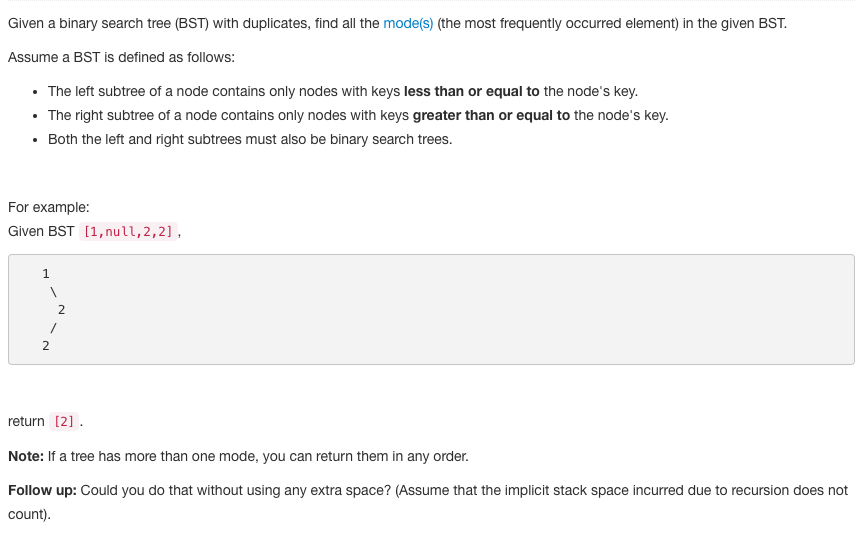 Given a binary search tree (BST) with duplicates, find all the mode(s) (the most frequently occurred element) in the given BST.
Assume a BST is defined as follows:
• The left subtree of a node contains only nodes with keys less than or equal to the node's key.
• The right subtree of a node contains only nodes with keys greater than or equal to the node's key.
• Both the left and right subtrees must also be binary search trees.
For example:
Given BST [1,null,2,2],
1
\
2
/
2
return [2].
Note: If a tree has more than one mode, you can return them in any order.
Follow up: Could you do that without using any extra space? (Assume that the implicit stack space incurred due to recursion does not
count).